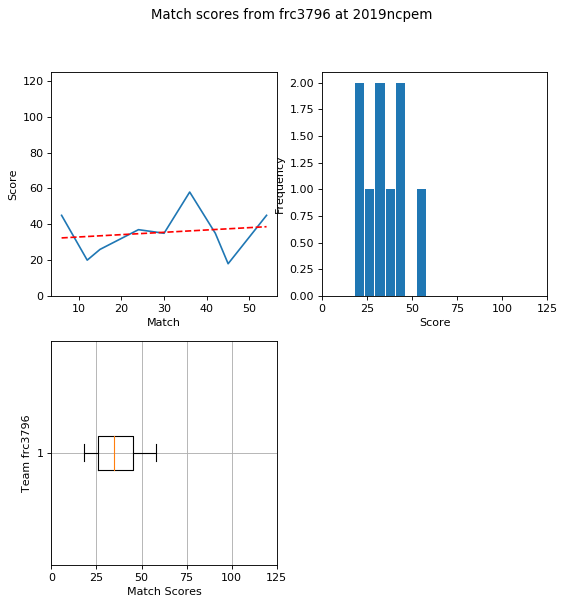 Match scores from frc3796 at 2019ncpem
120
100
80
60
40
20
0
Score
10 20 30 40 50
Match
2.00
1.75
1.50
1.25
1.00
0.75
0.50
0.25
0.00
Frequency
0 25 50 75 100 125
Score
Team frc3796
1
0 25 50 75 100 125
Match Scores